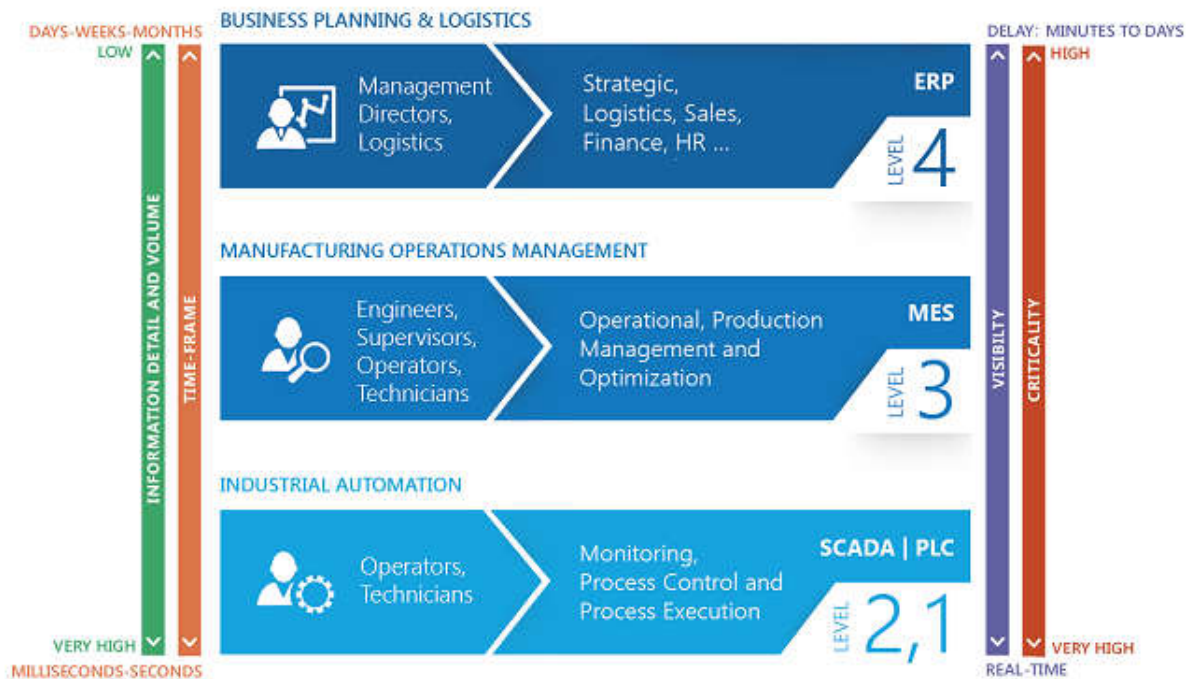 BUSINESS PLANNING & LOGISTICS
DAYS-WEEKS-MONTHS
LOW
DELAY: MINUTES TO DAYS
HIGH
Management
Directors,
Logistics
Strategic,
Logistics, Sales,
Finance, HR ...
ERP
LEVEL 4
MANUFACTURING OPERATIONS MANAGEMENT
Engineers,
Supervisors,
Operators,
Technicians
Operational, Production
Management and
Optimization
MES
LEVEL 3
INDUSTRIAL AUTOMATION
Operators,
Technicians
Monitoring,
Process Control and
Process Execution
SCADA | PLC
LEVEL 2,1
INFORMATION DETAIL AND VOLUME
TIME-FRAME
VISIBILTY
CRITICALITY
VERY HIGH
MILLISECONDS-SECONDS
VERY HIGH
REAL-TIME